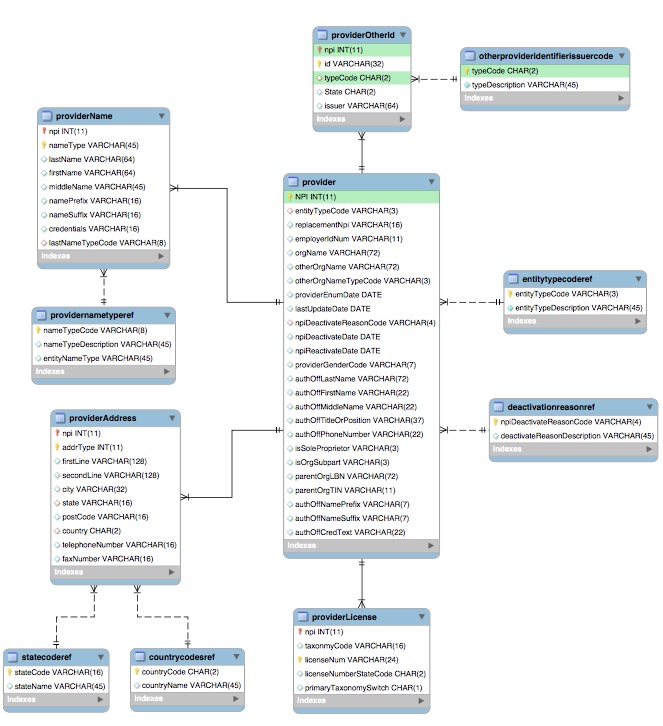 providerOtherId
npi INT(11)
id VARCHAR(32)
typeCode CHAR(2)
State CHAR(2)
issuer VARCHAR(64)
Indexes
otherprovideridentifierissuercode
typeCode CHAR(2)
typeDescription VARCHAR(45)
Indexes
providerName
npi INT(11)
nameType VARCHAR(45)
lastName VARCHAR(64)
firstName VARCHAR(64)
middleName VARCHAR(45)
namePrefix VARCHAR(16)
nameSuffix VARCHAR(16)
credentials VARCHAR(16)
lastNameTypeCode VARCHAR(8)
Indexes
provider
NPI INT(11)
entityTypeCode VARCHAR(3)
replacementNpi VARCHAR(16)
employerIdNum VARCHAR(11)
orgName VARCHAR(72)
otherOrgName VARCHAR(72)
otherOrgNameTypeCode VARCHAR(3)
providerEnumDate DATE
lastUpdateDate DATE
npiDeactivateReasonCode VARCHAR(4)
npiDeactivateDate DATE
npiReactivateDate DATE
providerGenderCode VARCHAR(7)
authOffLastName VARCHAR(72)
authOffFirstName VARCHAR(22)
authOffMiddleName VARCHAR(22)
authOffTitleOrPosition VARCHAR(37)
authOffPhoneNumber VARCHAR(22)
isSoleProprietor VARCHAR(3)
isOrgSubpart VARCHAR(3)
parentOrgLBN VARCHAR(72)
parentOrgTIN VARCHAR(11)
authOffNamePrefix VARCHAR(7)
authOffNameSuffix VARCHAR(7)
authOffCredText VARCHAR(22)
Indexes
entitytypecoderef
entityTypeCode VARCHAR(3)
entityTypeDescription VARCHAR(45)
Indexes
providernametyperef
nameTypeCode VARCHAR(8)
nameTypeDescription VARCHAR(45)
entityNameType VARCHAR(45)
Indexes
deactivationreasonref
npiDeactivateReasonCode VARCHAR(4)
deactivateReasonDescription VARCHAR(45)
Indexes
providerAddress
npi INT(11)
addrType INT(11)
firstLine VARCHAR(128)
secondLine VARCHAR(128)
city VARCHAR(32)
state VARCHAR(16)
postCode VARCHAR(16)
country CHAR(2)
telephoneNumber VARCHAR(16)
faxNumber VARCHAR(16)
Indexes
providerLicense
npi INT(11)
taxonmyCode VARCHAR(16)
licenseNum VARCHAR(24)
licenseNumberStateCode CHAR(2)
primaryTaxonomySwitch CHAR(1)
Indexes
statecoderef
stateCode VARCHAR(16)
stateName VARCHAR(45)
Indexes
countrycodesref
countryCode CHAR(2)
countryName VARCHAR(45)
Indexes